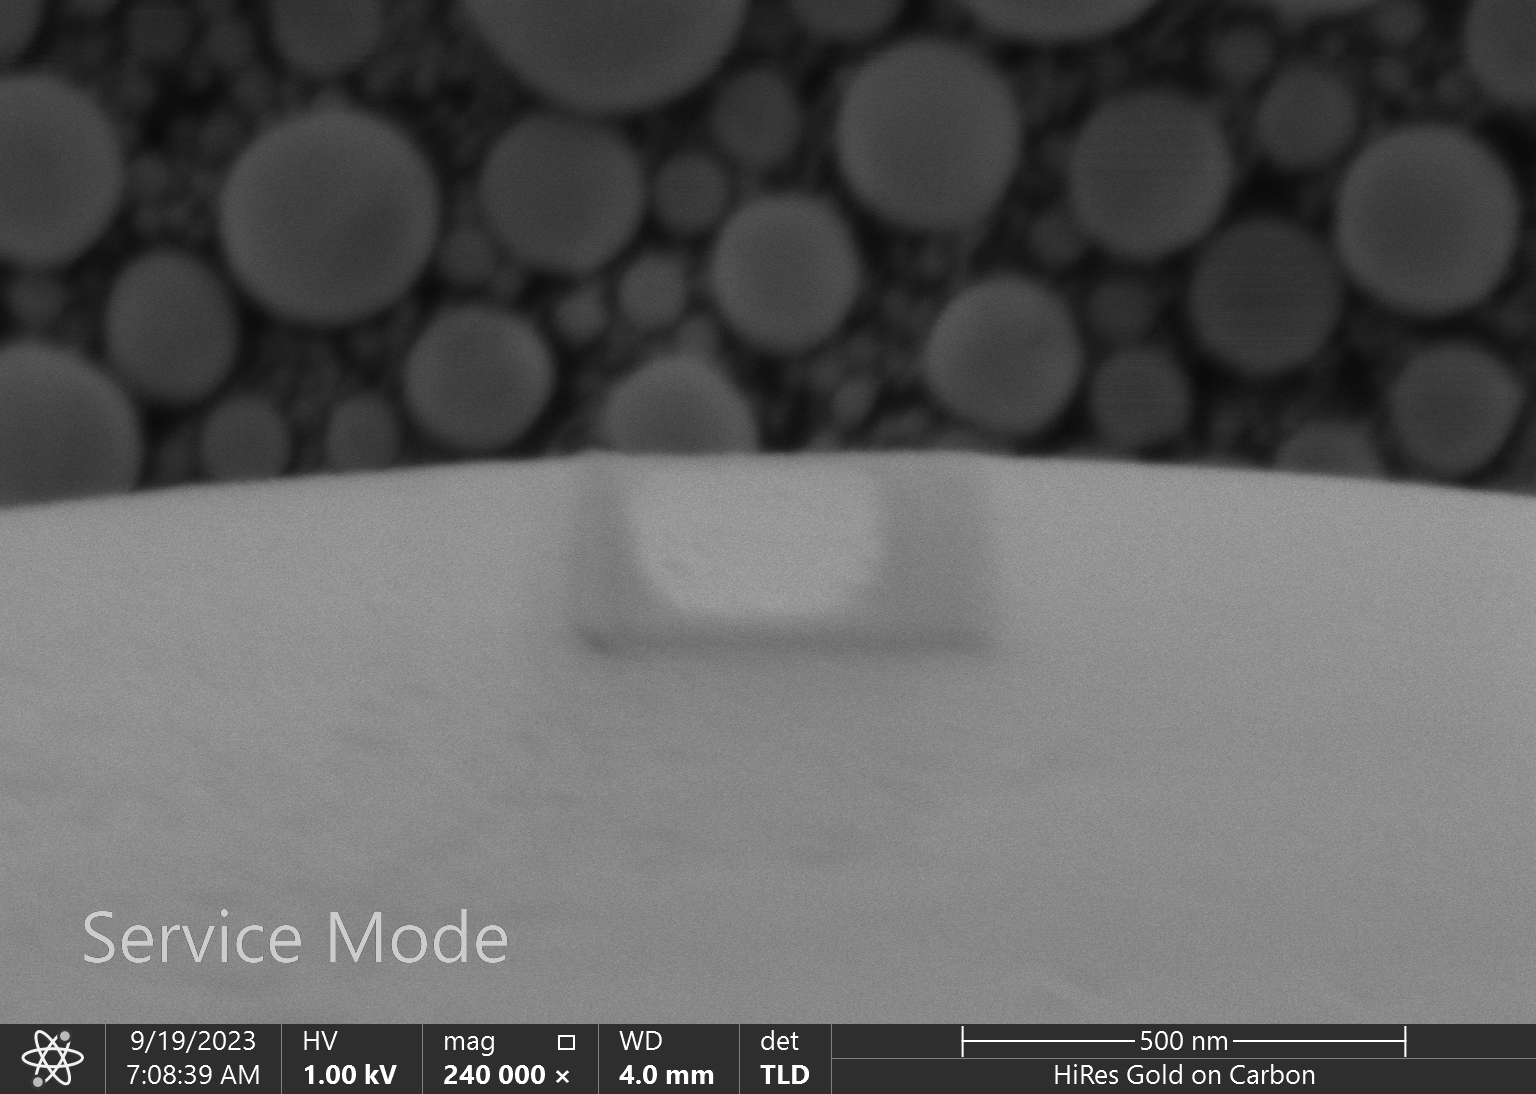 Service Mode
9/19/2023
7:08:39 AM
HV
1.00 kV
mag
240 000 ×
WD
4.0 mm
det
TLD
500 nm
HiRes Gold on Carbon